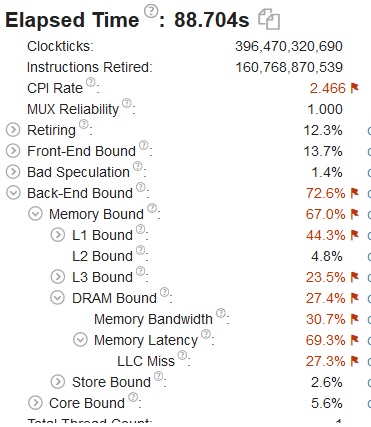 Elapsed Time ?: 88.704s
Clockticks: 396,470,320,690
Instructions Retired: 160,768,870,539
CPI Rate ?: 2.466
MUX Reliability ?: 1.000
Retiring ?: 12.3%
Front-End Bound ?: 13.7%
Bad Speculation ?: 1.4%
Back-End Bound ?: 72.6%
Memory Bound ?: 67.0%
L1 Bound ?: 44.3%
L2 Bound ?: 4.8%
L3 Bound ?: 23.5%
DRAM Bound ?: 27.4%
Memory Bandwidth ?: 30.7%
Memory Latency ?: 69.3%
LLC Miss ?: 27.3%
Store Bound ?: 2.6%
Core Bound ?: 5.6%
Total Thread Count: 1